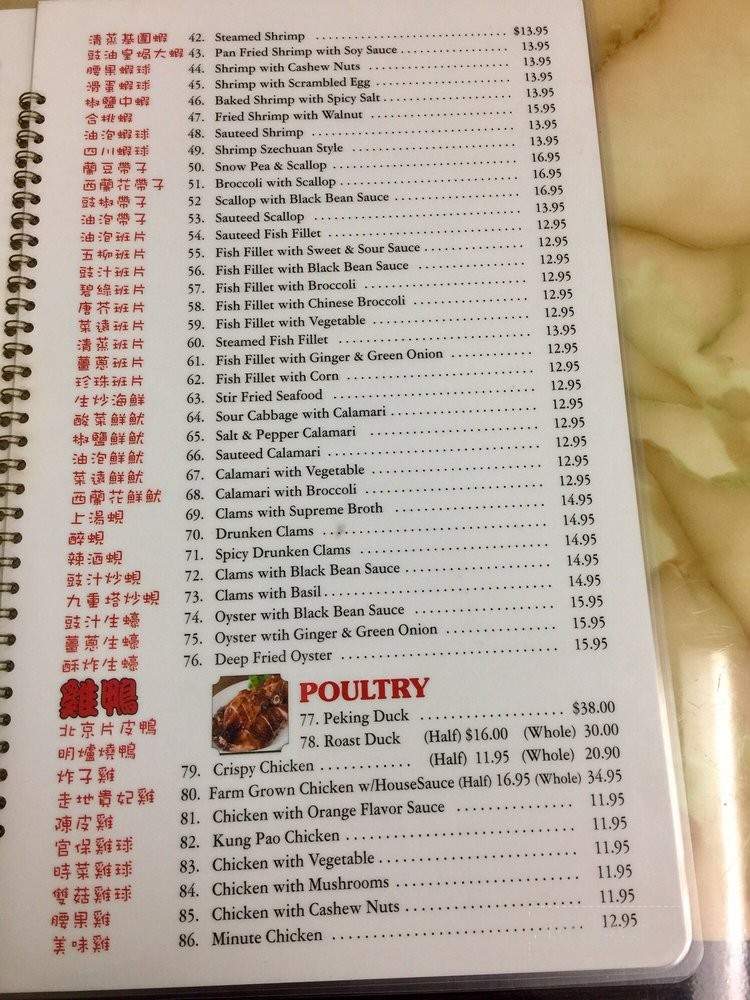 清蒸基圍蝦 42. Steamed Shrimp $13.95
豉油皇焗大蝦 43. Pan Fried Shrimp with Soy Sauce 13.95
腰果蝦球 44. Shrimp with Cashew Nuts 13.95
滑蛋蝦球 45. Shrimp with Scrambled Egg 13.95
椒鹽中蝦 46. Baked Shrimp with Spicy Salt 13.95
合桃蝦 47. Fried Shrimp with Walnut 15.95
油泡蝦球 48. Sauteed Shrimp 13.95
四川蝦球 49. Shrimp Szechuan Style 13.95
蘭豆帶子 50. Snow Pea & Scallop 16.95
西蘭花帶子 51. Broccoli with Scallop 16.95
豉椒帶子 52 Scallop with Black Bean Sauce 16.95
油泡帶子 53. Sauteed Scallop 13.95
油泡班片 54. Sauteed Fish Fillet 12.95
五柳班片 55. Fish Fillet with Sweet & Sour Sauce 12.95
豉汁班片 56. Fish Fillet with Black Bean Sauce 12.95
碧綠班片 57. Fish Fillet with Broccoli 12.95
唐芥班片 58. Fish Fillet with Chinese Broccoli 12.95
菜遠班片 59. Fish Fillet with Vegetable 12.95
清蒸班片 60. Steamed Fish Fillet 13.95
薑蔥班片 61. Fish Fillet with Ginger & Green Onion 12.95
珍珠班片 62. Fish Fillet with Corn 12.95
生炒海鮮 63. Stir Fried Seafood 12.95
酸菜鮮魷 64. Sour Cabbage with Calamari 12.95
椒鹽鮮魷 65. Salt & Pepper Calamari 12.95
油泡鮮魷 66. Sauteed Calamari 12.95
菜遠鮮魷 67. Calamari with Vegetable 12.95
西蘭花鮮魷 68. Calamari with Broccoli 12.95
上湯蜆 69. Clams with Supreme Broth 14.95
醉蜆 70. Drunken Clams 14.95
辣酒蜆 71. Spicy Drunken Clams 14.95
豉汁炒蜆 72. Clams with Black Bean Sauce 14.95
九重塔炒蜆 73. Clams with Basil 14.95
豉汁生蠔 74. Oyster with Black Bean Sauce 15.95
薑蔥生蠔 75. Oyster wtih Ginger & Green Onion 15.95
酥炸生蠔 76. Deep Fried Oyster 15.95
雞鴨 POULTRY
北京片皮鴨 77. Peking Duck $38.00
明爐燒鴨 78. Roast Duck (Half) $16.00 (Whole) 30.00
炸子雞 79. Crispy Chicken (Half) 11.95 (Whole) 20.90
走地貴妃雞 80. Farm Grown Chicken w/HouseSauce (Half) 16.95 (Whole) 34.95
陳皮雞 81. Chicken with Orange Flavor Sauce 11.95
官保雞球 82. Kung Pao Chicken 11.95
時菜雞球 83. Chicken with Vegetable 11.95
雙菇雞球 84. Chicken with Mushrooms 11.95
腰果雞 85. Chicken with Cashew Nuts 11.95
美味雞 86. Minute Chicken 12.95